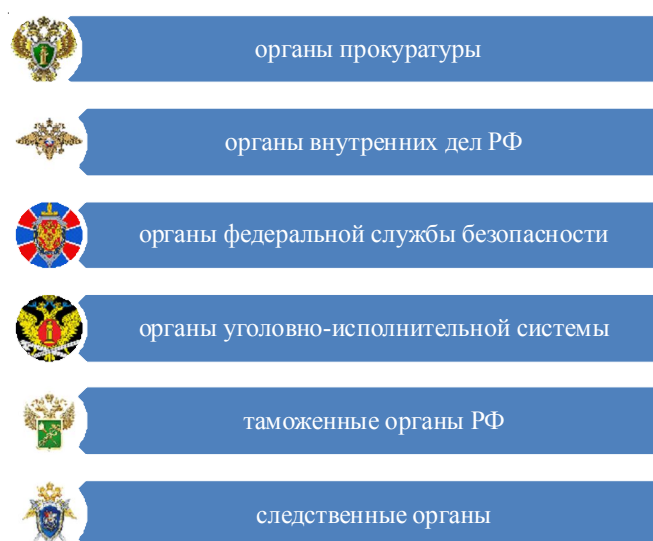 органы прокуратуры
органы внутренних дел РФ
органы федеральной службы безопасности
органы уголовно-исполнительной системы
таможенные органы РФ
следственные органы